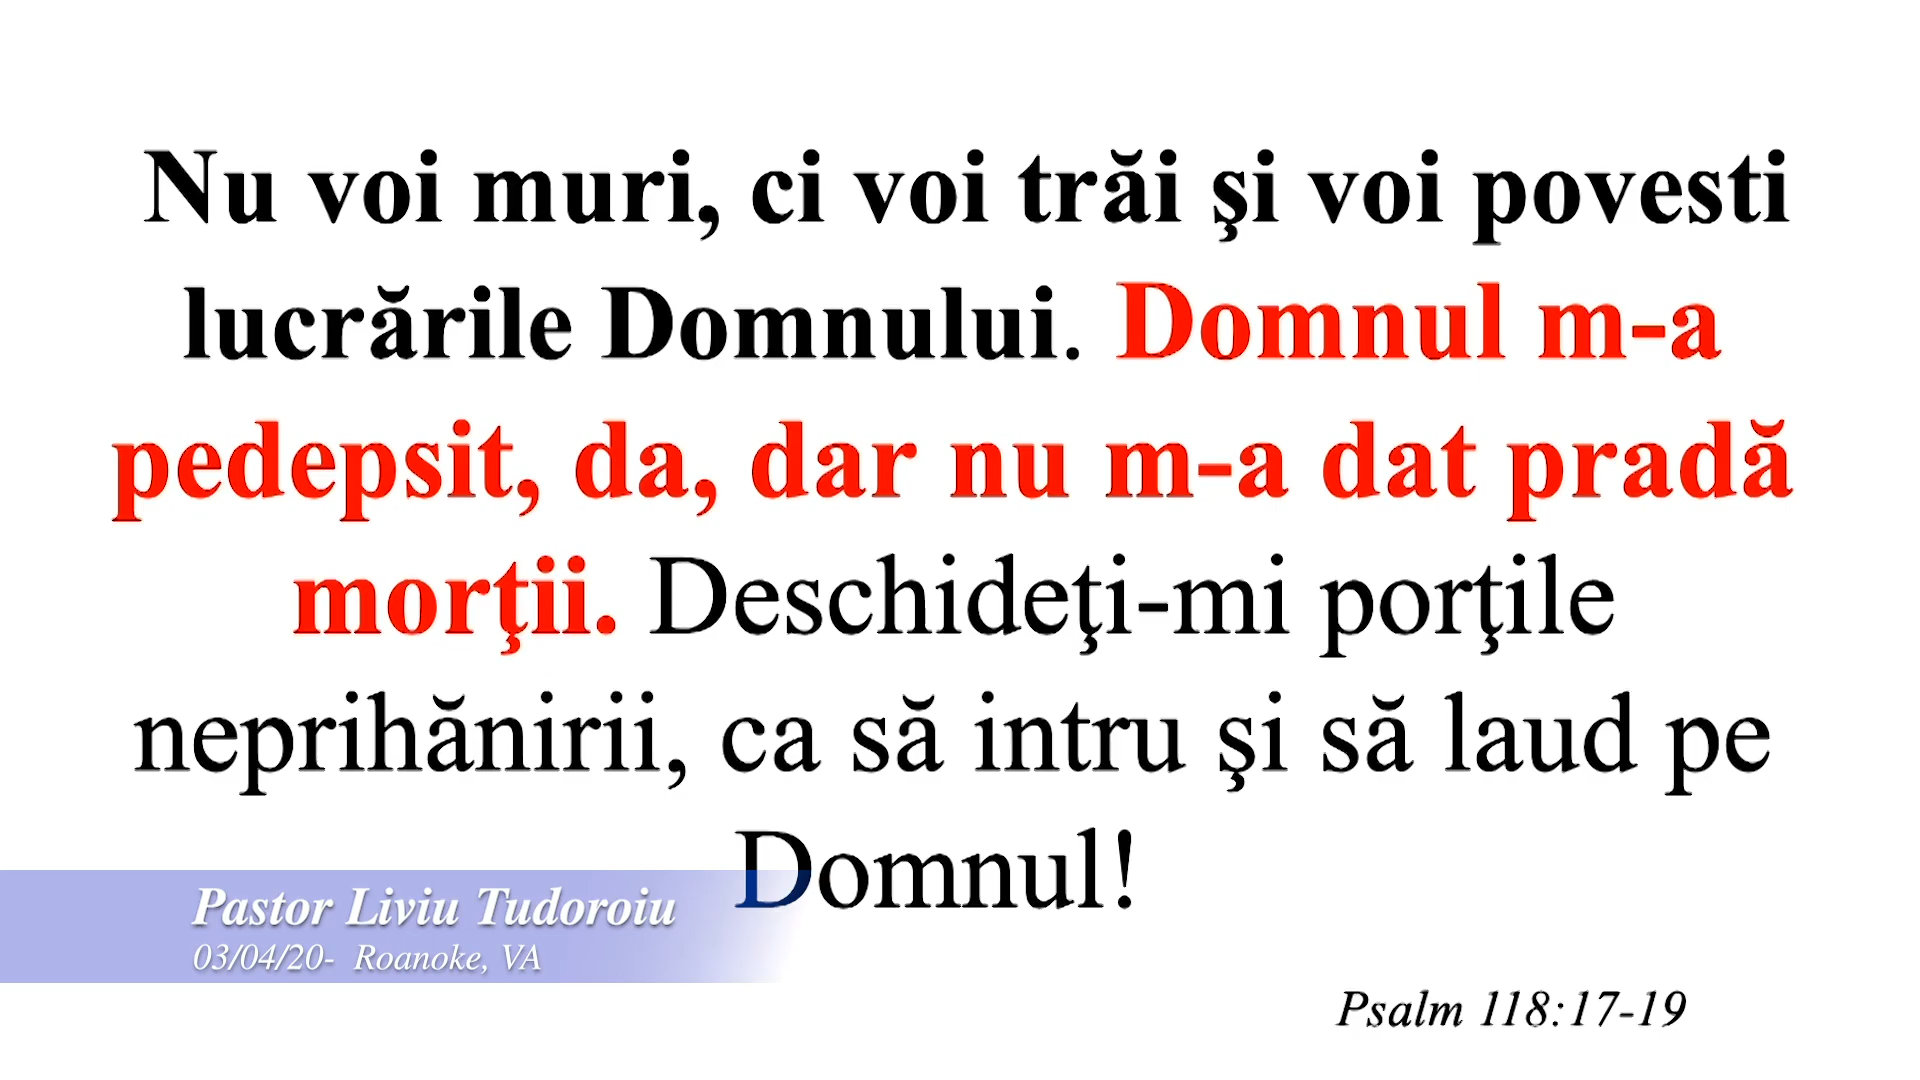 Nu voi muri, ci voi trăi şi voi povesti
lucrările Domnului. Domnul m-a
pedepsit, da, dar nu m-a dat pradă
morţii. Deschideţi-mi porţile
neprihănirii, ca să intru şi să laud pe
Domnul!
Pastor Liviu Tudoroiu
03/04/20- Roanoke, VA
Psalm 118:17-19